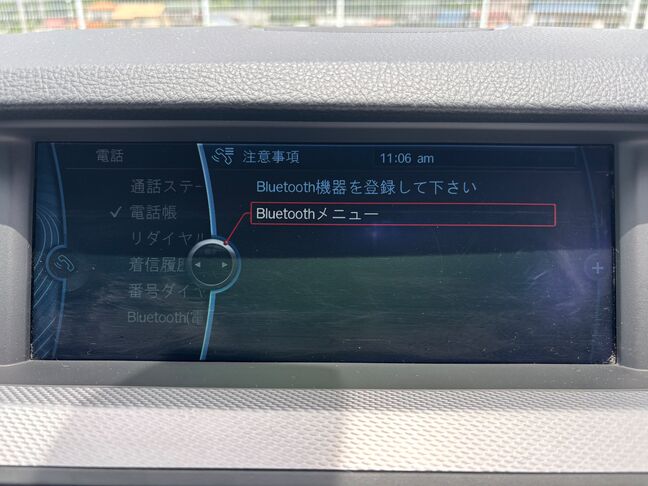 電話
注意事項
11:06 am
通話ステー
✓ 電話帳
リダイヤル
着信履歴
番号ダイヤ
Bluetooth(電
Bluetooth機器を登録して下さい
Bluetoothメニュー